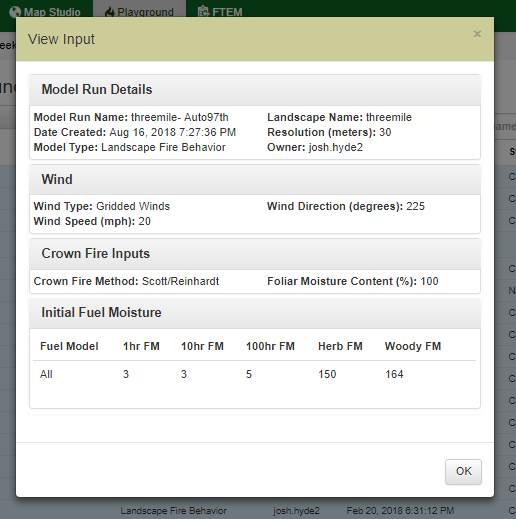 Map Studio Playground FTEM
View Input ×
Model Run Details
Model Run Name: threemile- Auto97th Landscape Name: threemile
Date Created: Aug 16, 2018 7:27:36 PM Resolution (meters): 30
Model Type: Landscape Fire Behavior Owner: josh.hyde2
Wind
Wind Type: Gridded Winds Wind Direction (degrees): 225
Wind Speed (mph): 20
Crown Fire Inputs
Crown Fire Method: Scott/Reinhardt Foliar Moisture Content (%): 100
Initial Fuel Moisture
Fuel Model 1hr FM 10hr FM 100hr FM Herb FM Woody FM
All 3 3 5 150 164
OK
Landscape Fire Behavior josh.hyde2 Feb 20, 2018 6:31:12 PM